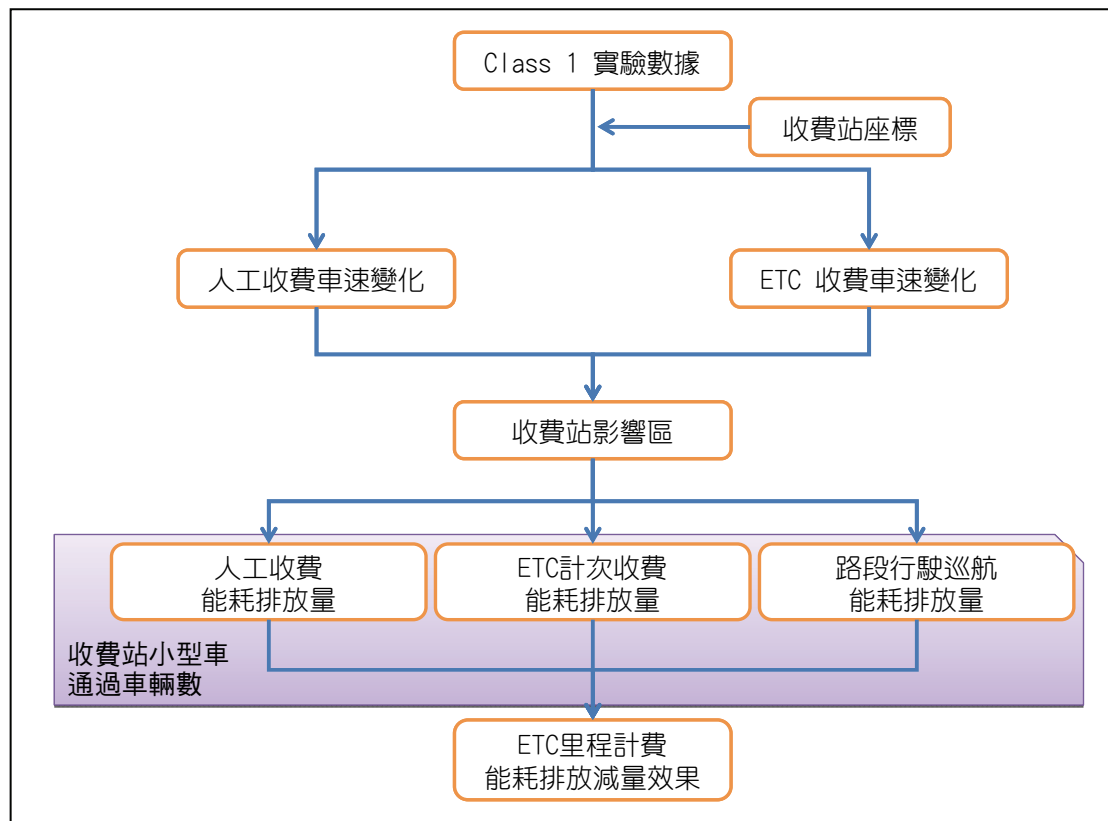 Class 1 實驗數據
收費站座標
人工收費車速變化
ETC 收費車速變化
收費站影響區
人工收費
能耗排放量
ETC計次收費
能耗排放量
路段行駛巡航
能耗排放量
收費站小型車
通過車輛數
ETC里程計費
能耗排放減量效果